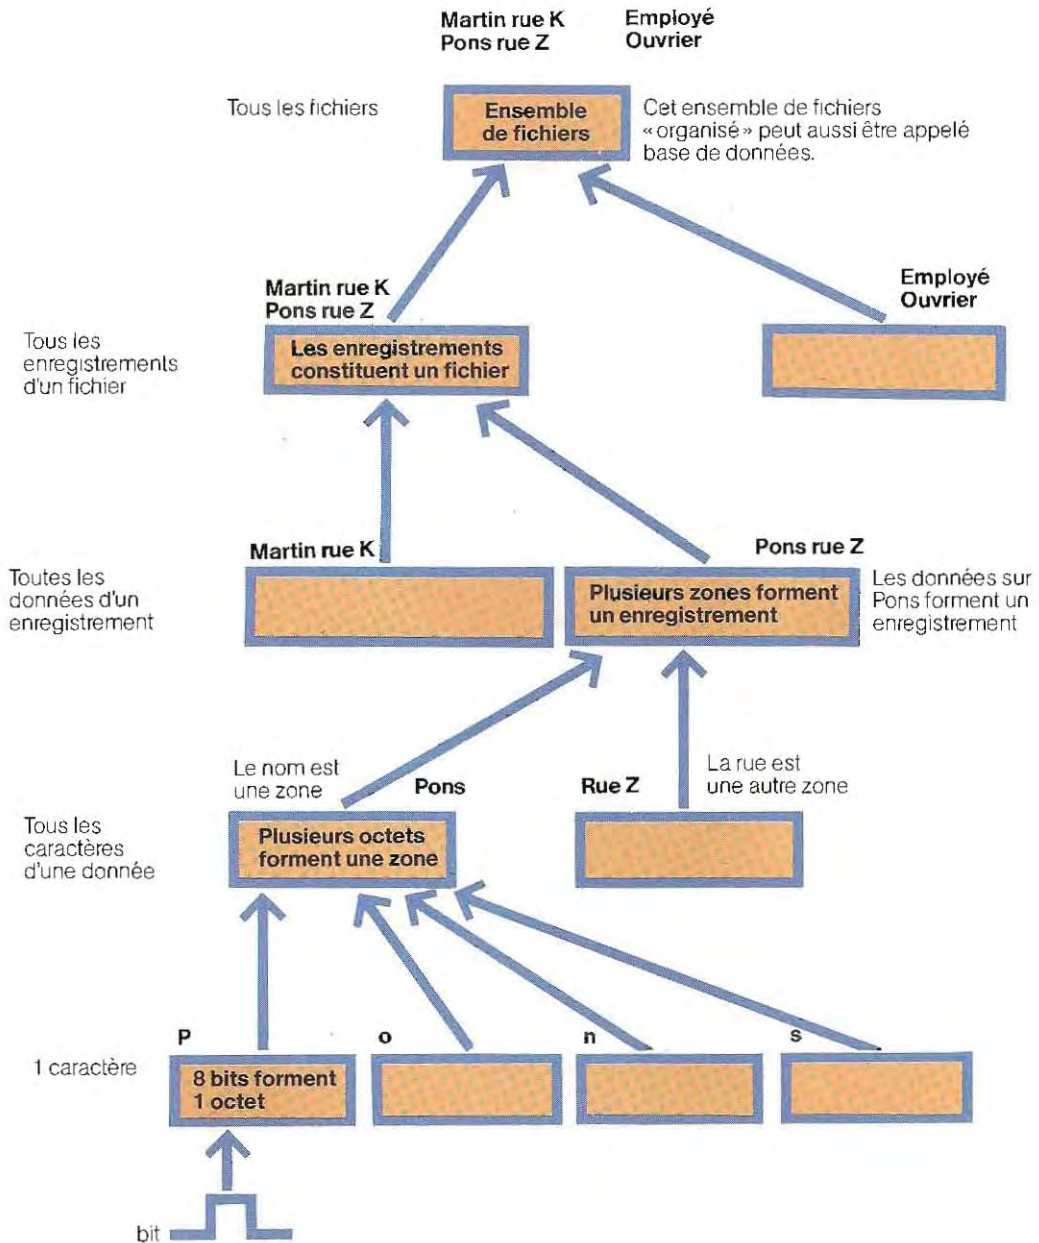 Martin rue K
Pons rue Z
Employé
Ouvrier
Tous les fichiers
Ensemble
de fichiers
Cet ensemble de fichiers
« organisé » peut aussi être appelé
base de données.
Martin rue K
Pons rue Z
Employé
Ouvrier
Tous les
enregistrements
d'un fichier
Les enregistrements
constituent un fichier
Martin rue K
Pons rue Z
Toutes les
données d'un
enregistrement
Plusieurs zones forment
un enregistrement
Les données sur
Pons forment un
enregistrement
Le nom est
une zone
Pons
Rue Z
La rue est
une autre zone
Tous les
caractères
d'une donnée
Plusieurs octets
forment une zone
P
o
n
s
1 caractère
8 bits forment
1 octet
bit